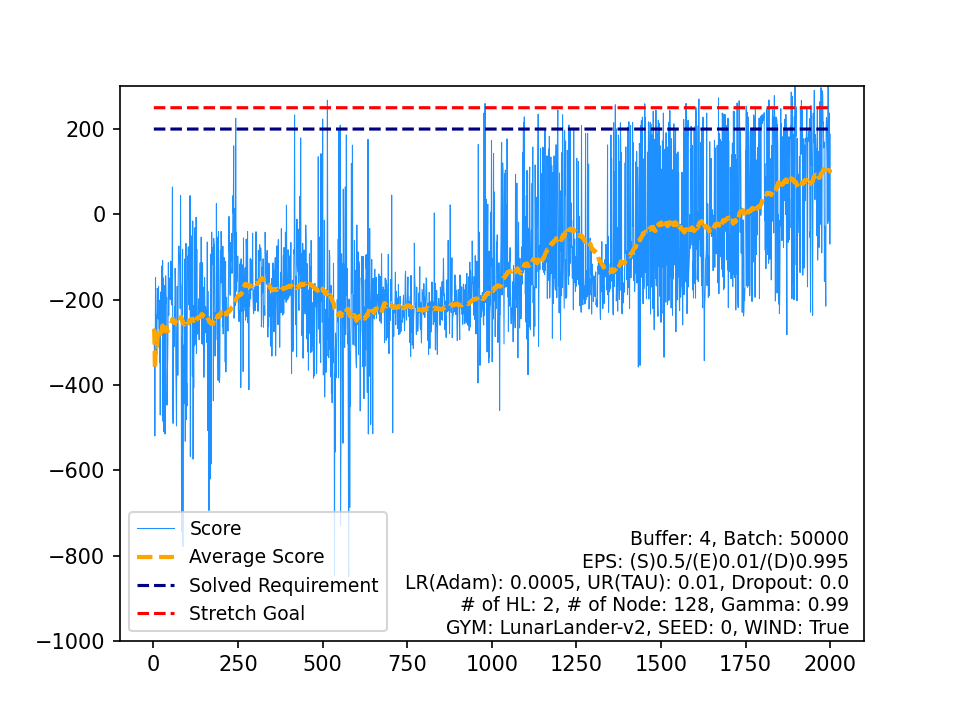 200
0
−200
−400
−600
−800
−1000
0 250 500 750 1000 1250 1500 1750 2000
Score
Average Score
Solved Requirement
Stretch Goal
Buffer: 4, Batch: 50000
EPS: (S)0.5/(E)0.01/(D)0.995
LR(Adam): 0.0005, UR(TAU): 0.01, Dropout: 0.0
# of HL: 2, # of Node: 128, Gamma: 0.99
GYM: LunarLander-v2, SEED: 0, WIND: True